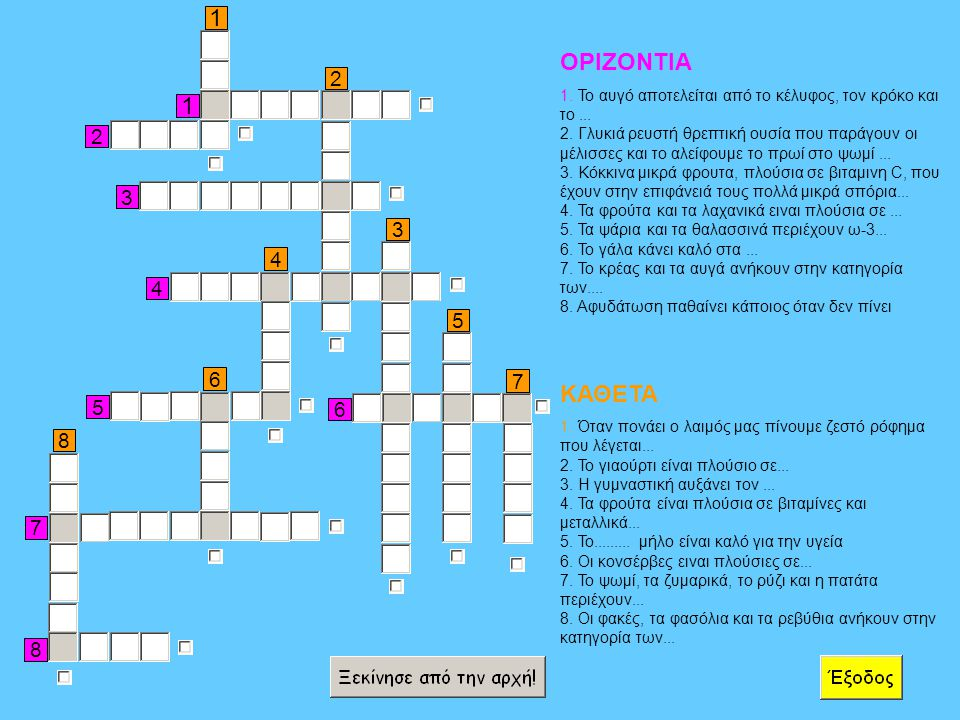 1
2
1
2
3
3
4
4
5
6
7
5
6
8
7
8
ΟΡΙΖΟΝΤΙΑ
1. Το αυγό αποτελείται από το κέλυφος, τον κρόκο και
το ...
2. Γλυκιά ρευστή θρεπτική ουσία που παράγουν οι
μέλισσες και το αλείφουμε το πρωί στο ψωμί ...
3. Κόκκινα μικρά φρουτα, πλούσια σε βιταμινη C, που
έχουν στην επιφάνειά τους πολλά μικρά σπόρια...
4. Τα φρούτα και τα λαχανικά ειναι πλούσια σε ...
5. Τα ψάρια και τα θαλασσινά περιέχουν ω-3...
6. Το γάλα κάνει καλό στα ...
7. Το κρέας και τα αυγά ανήκουν στην κατηγορία
των....
8. Αφυδάτωση παθαίνει κάποιος όταν δεν πίνει
ΚΑΘΕΤΑ
1. Όταν πονάει ο λαιμός μας πίνουμε ζεστό ρόφημα
που λέγεται...
2. Το γιαούρτι είναι πλούσιο σε...
3. Η γυμναστική αυξάνει τον ...
4. Τα φρούτα είναι πλούσια σε βιταμίνες και
μεταλλικά...
5. Το......... μήλο είναι καλό για την υγεία
6. Οι κονσέρβες ειναι πλούσιες σε...
7. Το ψωμί, τα ζυμαρικά, το ρύζι και η πατάτα
περιέχουν...
8. Οι φακές, τα φασόλια και τα ρεβύθια ανήκουν στην
κατηγορία των...
Ξεκίνησε από την αρχή!
Έξοδος